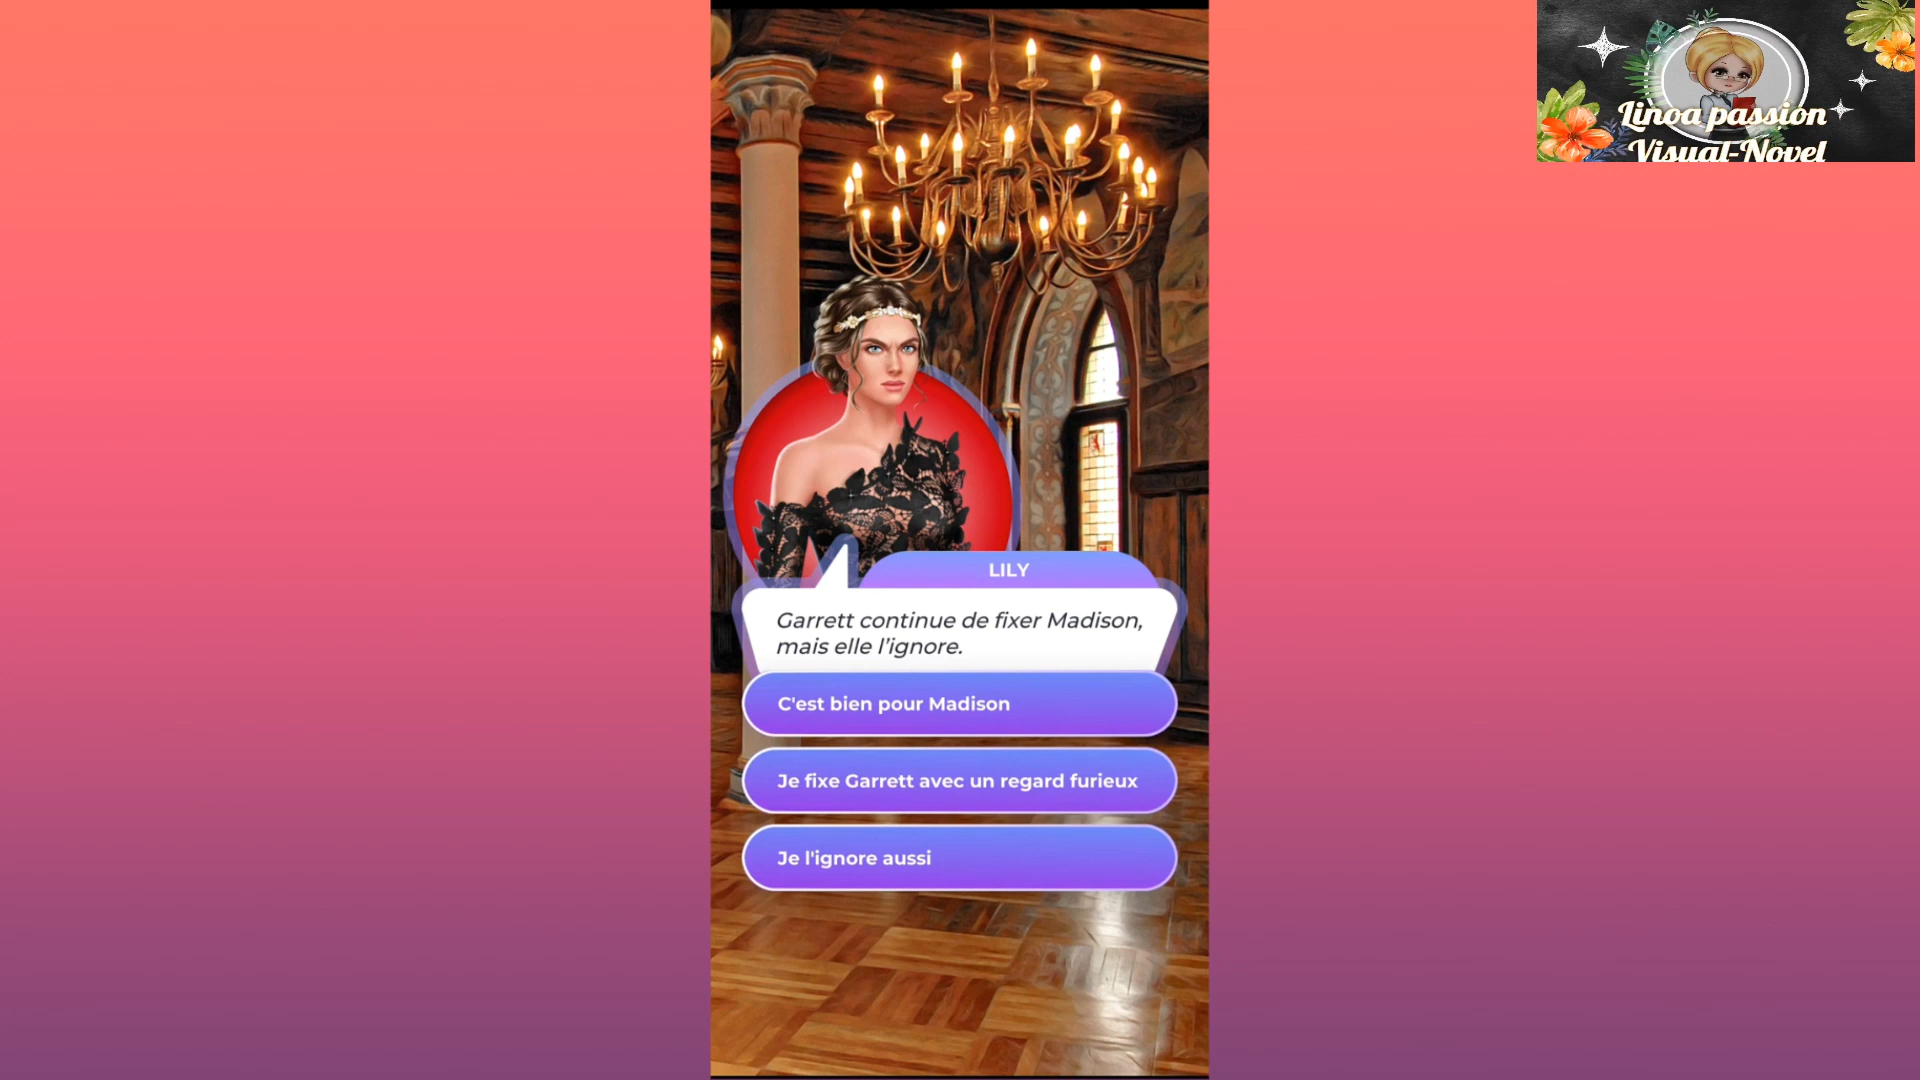 Linoa passion
Visual-Novel
LILY
Garrett continue de fixer Madison,
mais elle l’ignore.
C'est bien pour Madison
Je fixe Garrett avec un regard furieux
Je l'ignore aussi